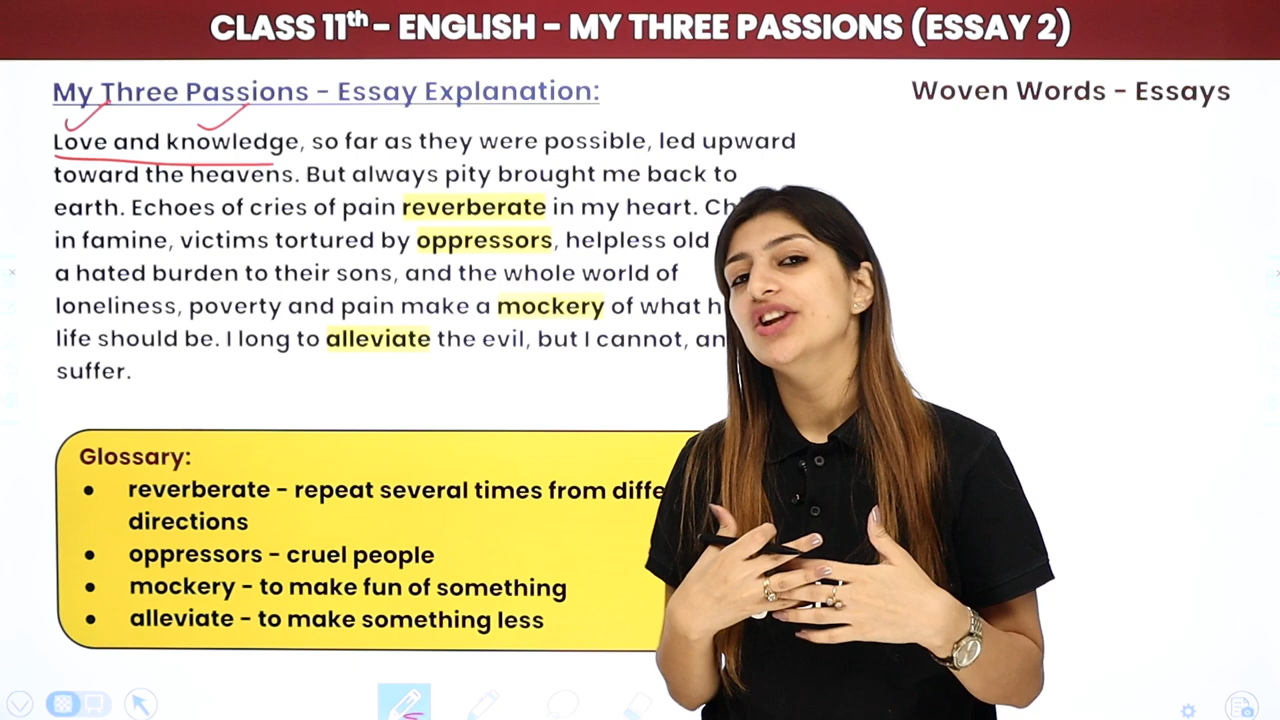 CLASS 11th - ENGLISH - MY THREE PASSIONS (ESSAY 2)
My Three Passions - Essay Explanation:
Woven Words - Essays
Love and knowledge, so far as they were possible, led upward
toward the heavens. But always pity brought me back to
earth. Echoes of cries of pain reverberate in my heart.
in famine, victims tortured by oppressors, helpless old
a hated burden to their sons, and the whole world of
loneliness, poverty and pain make a mockery of what
life should be. I long to alleviate the evil, but I cannot,
suffer.
Glossary:
reverberate - repeat several times from
directions
oppressors - cruel people
mockery - to make fun of something
alleviate - to make something less